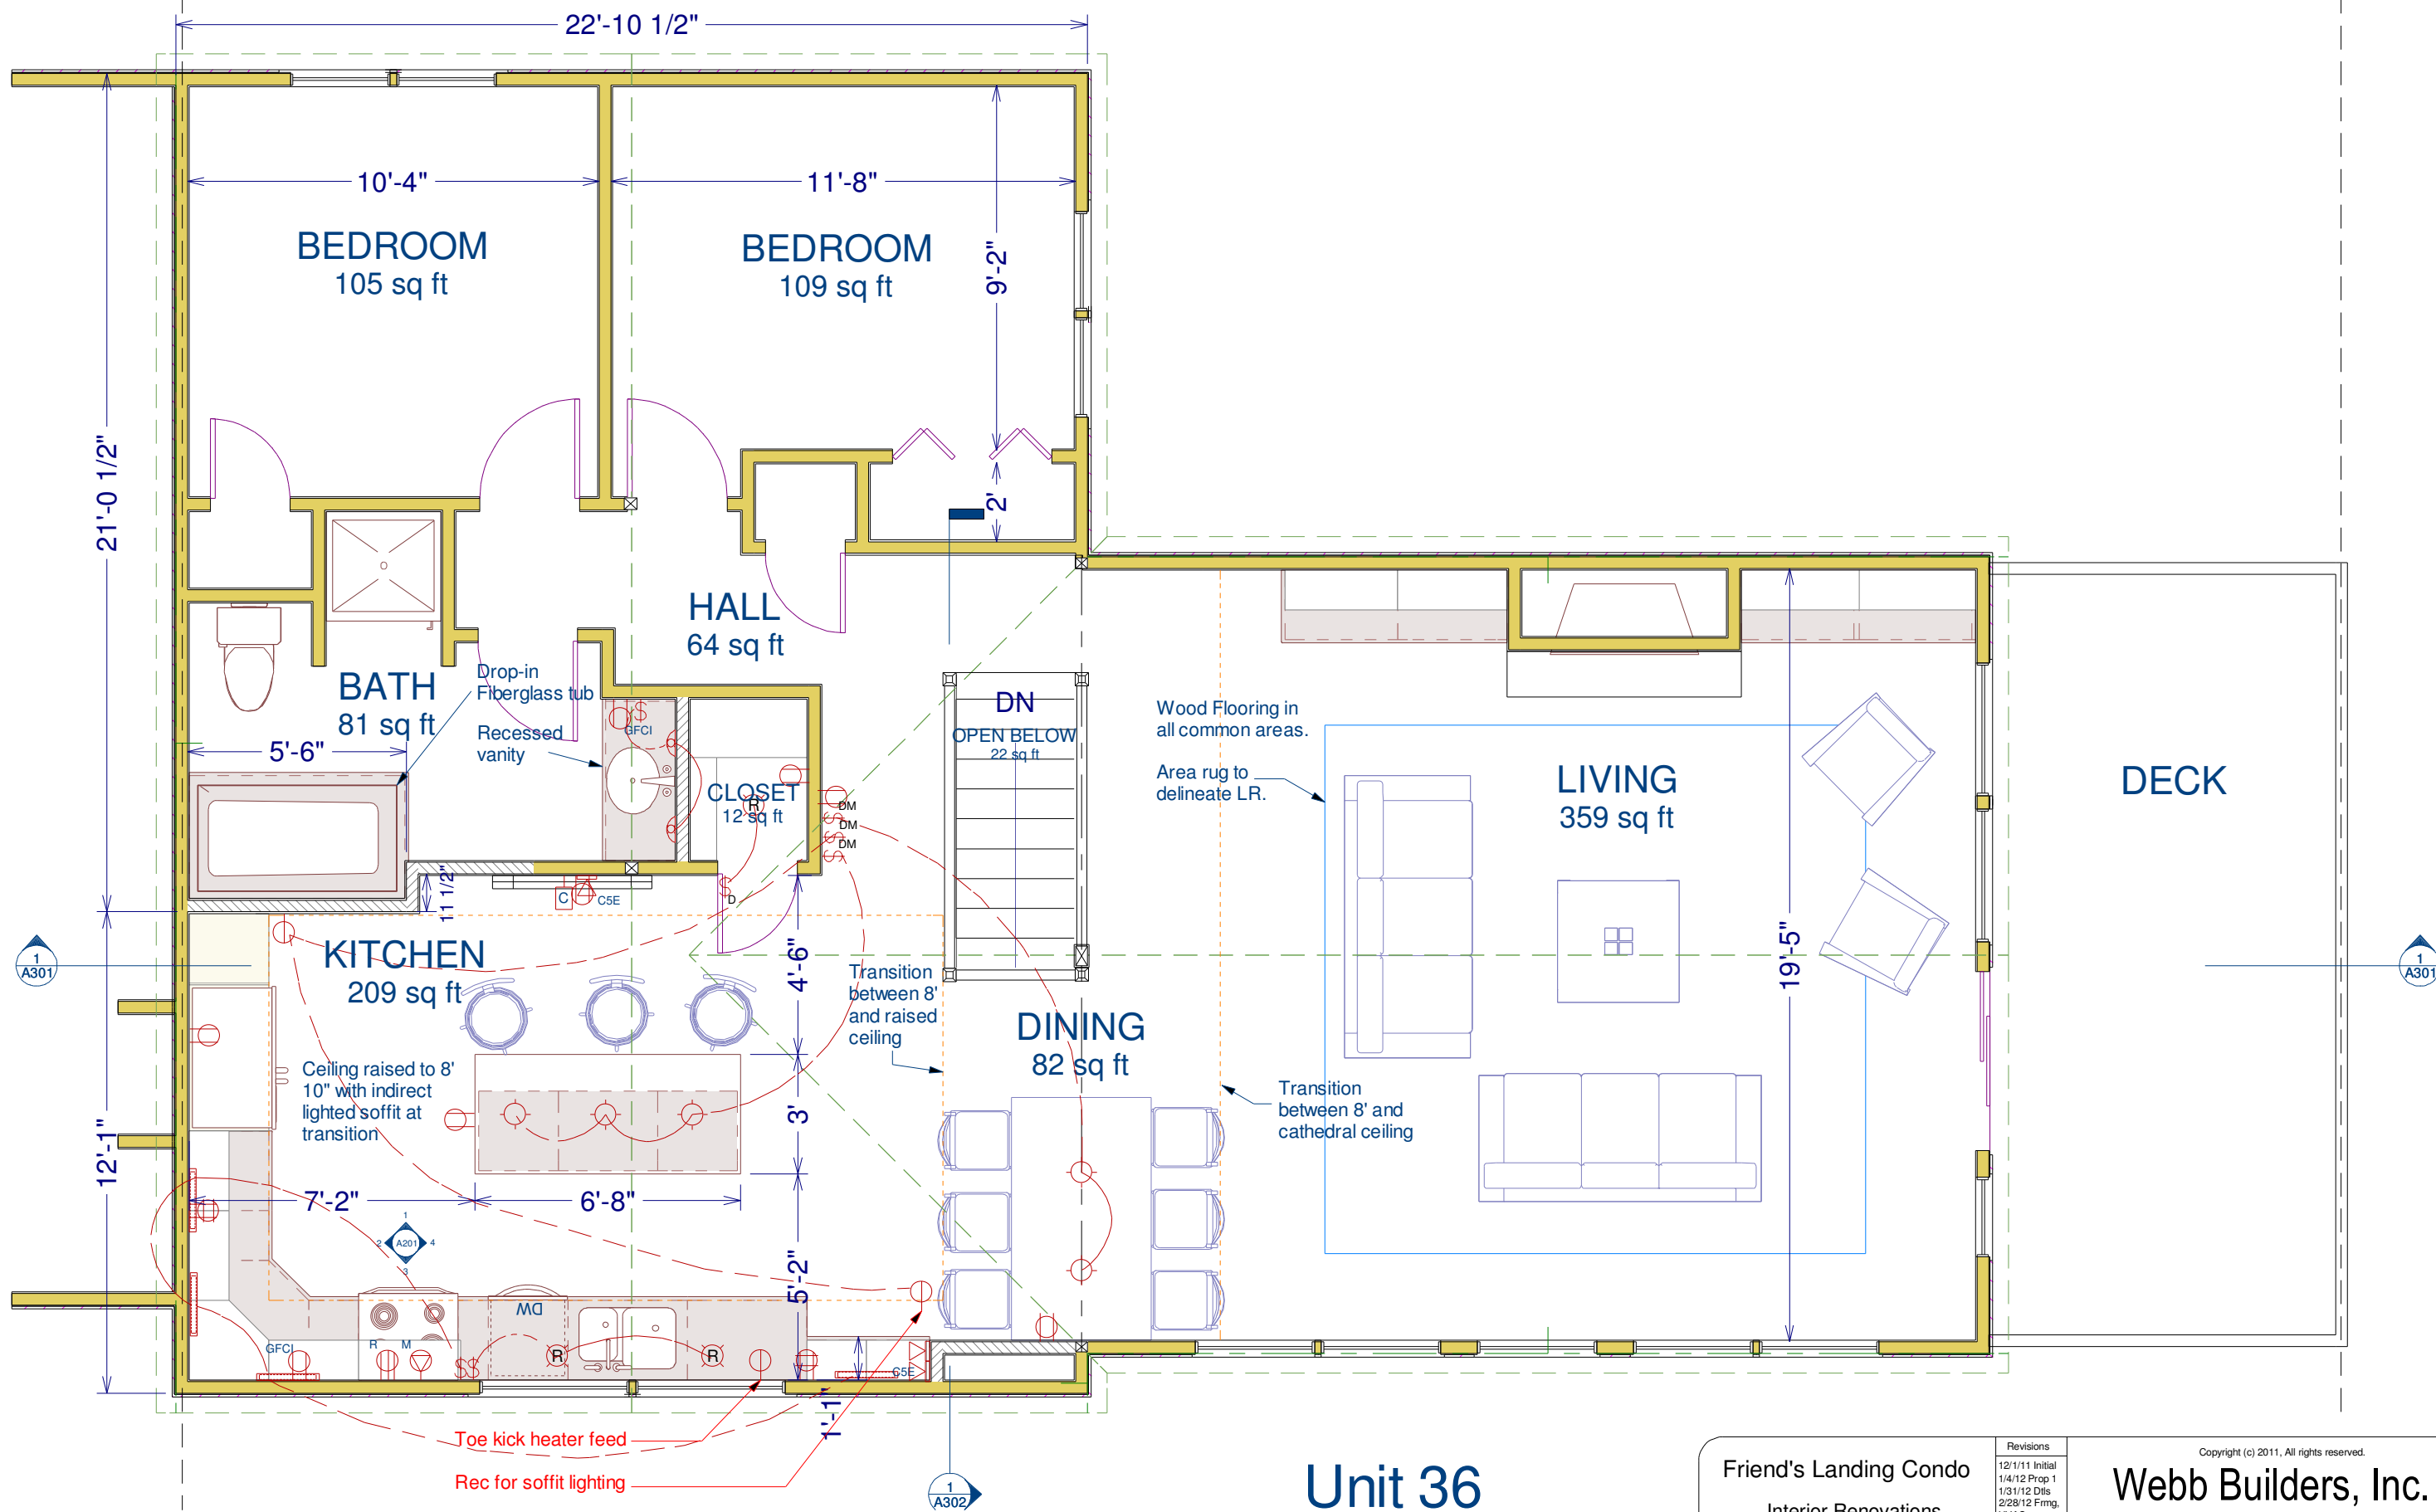 22'-10 1/2"
10'-4"
11'-8"
BEDROOM
105 sq ft
BEDROOM
109 sq ft
9'-2"
21'-0 1/2"
2'
HALL
64 sq ft
BATH
81 sq ft
Drop-in
Fiberglass tub
Recessed
vanity
GFCI
5'-6"
CLOSET
12 sq ft
R
DM
DM
DM
DN
OPEN BELOW
22 sq ft
Wood Flooring in
all common areas.
Area rug to
delineate LR.
LIVING
359 sq ft
DECK
11 1/2"
C
C5E
$
D
1
A301
KITCHEN
209 sq ft
4'-6"
Transition
between 8'
and raised
ceiling
19'-5"
1
A301
DINING
82 sq ft
Ceiling raised to 8'
10" with indirect
lighted soffit at
transition
3'
Transition
between 8' and
cathedral ceiling
12'-1"
7'-2"
6'-8"
1
2 A201 4
3
5'-2"
DW
GFCI
R M
$$
R
R
C5E
1'-1"
Toe kick heater feed
Rec for soffit lighting
1
A302
Unit 36
Friend's Landing Condo
Interior Renovations
Revisions
12/1/11 Initial
1/4/12 Prop 1
1/31/12 Dtls
2/28/12 Frmg,
Copyright (c) 2011, All rights reserved.
Webb Builders, Inc.